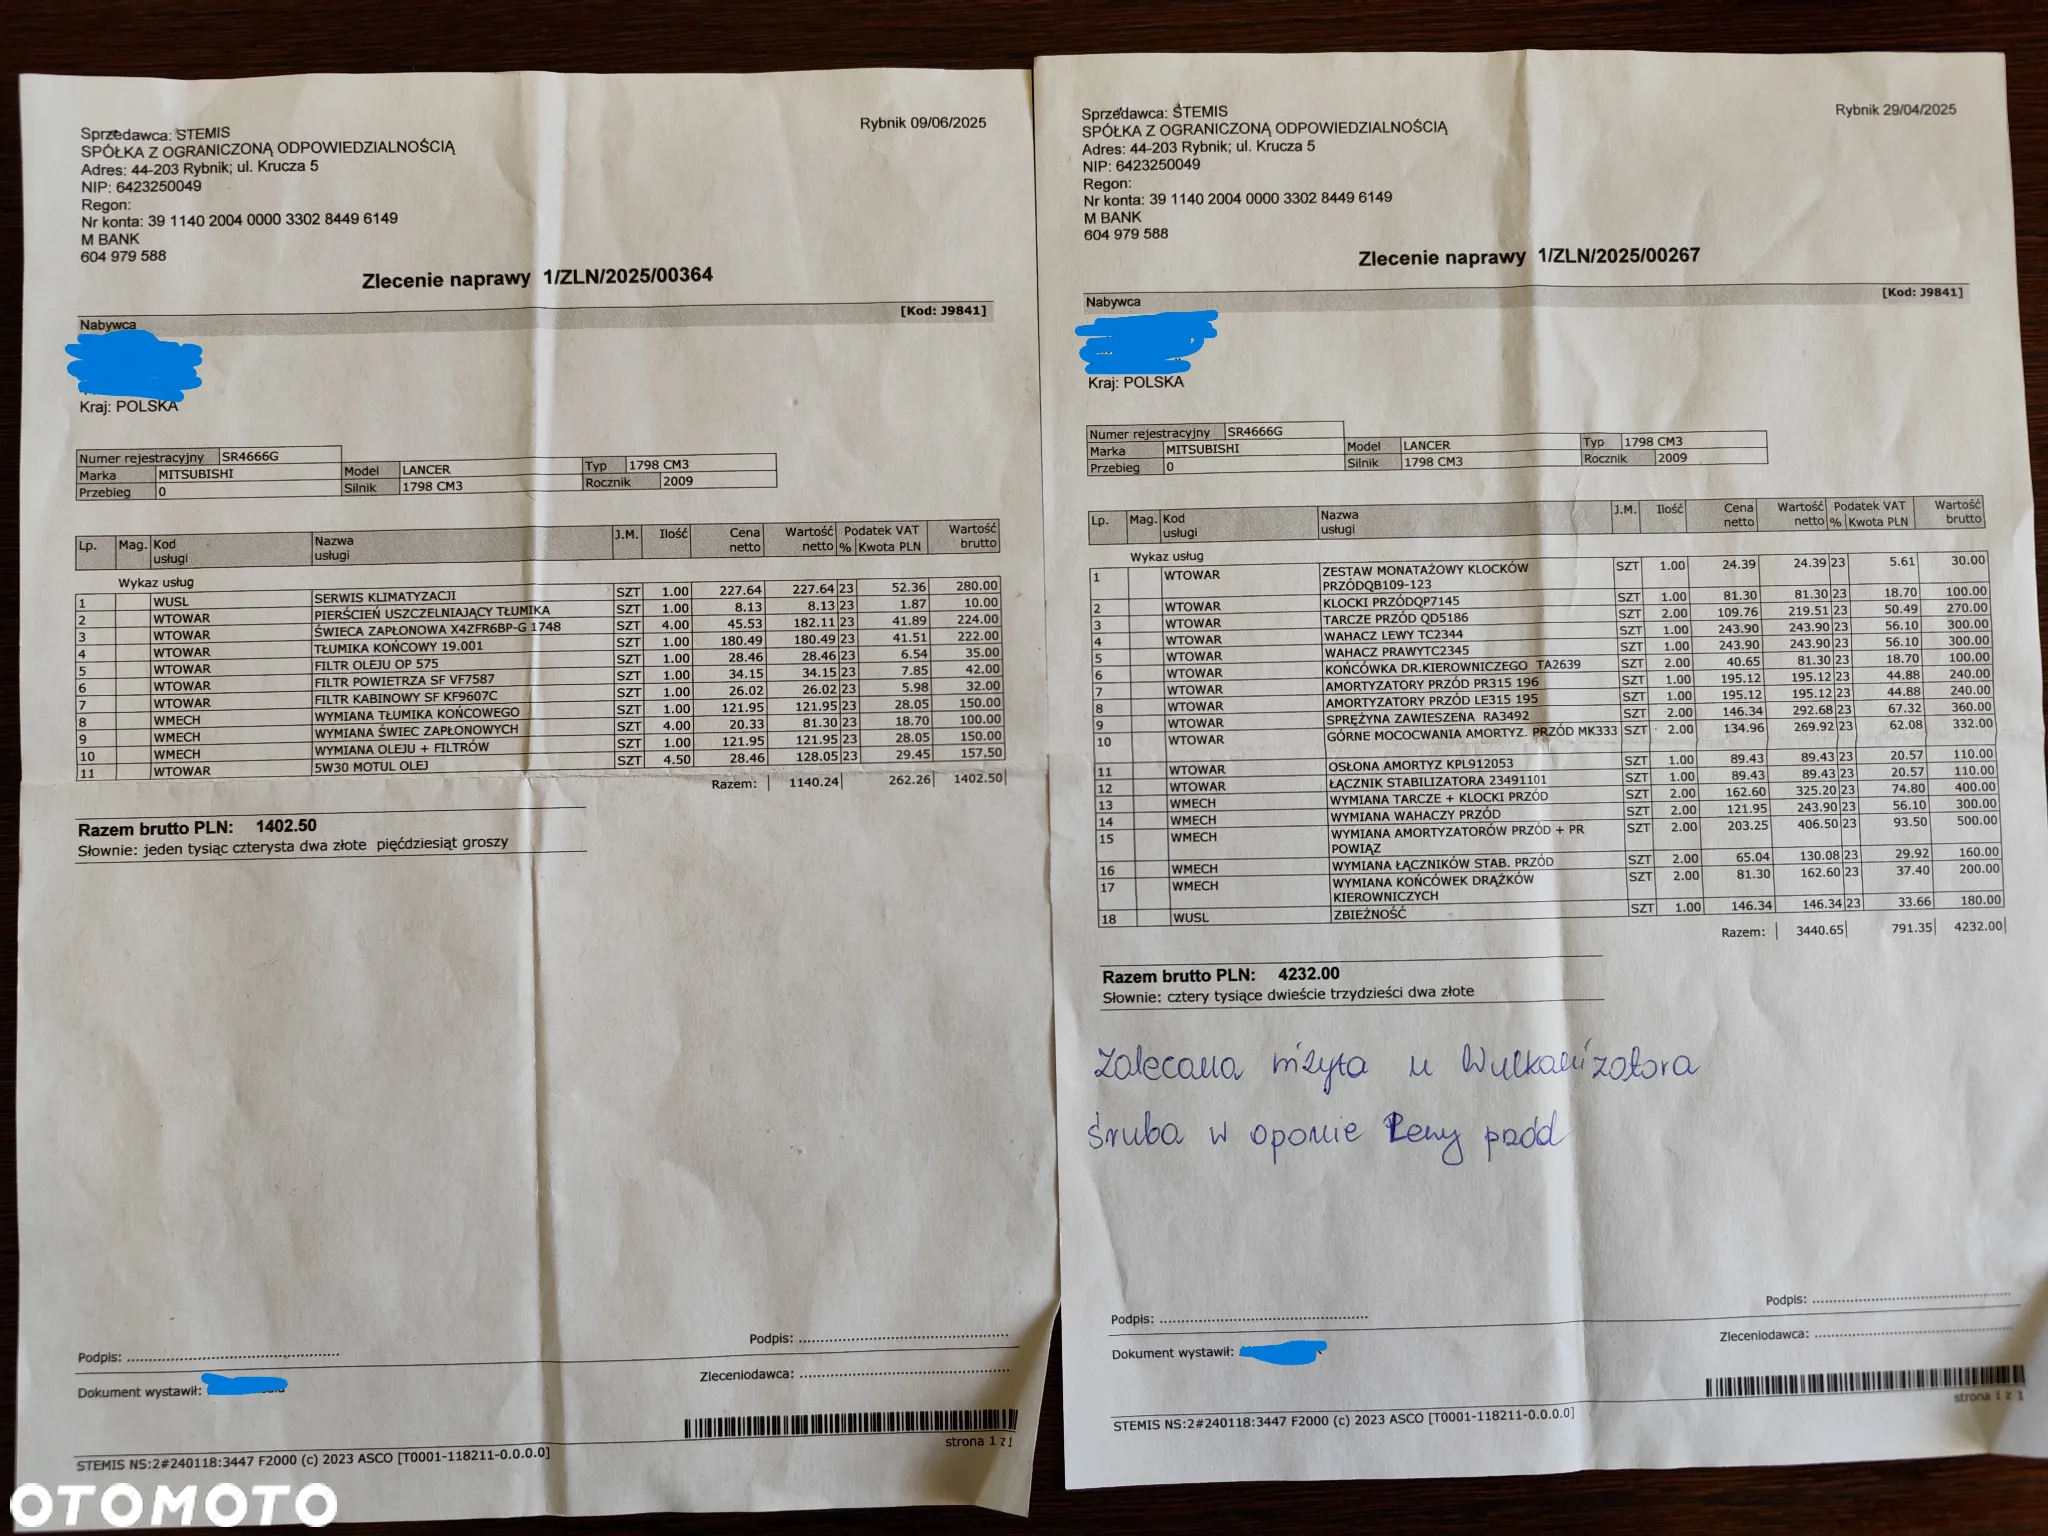 Sprzedawca: STEMIS
SPÓŁKA Z OGRANICZONĄ ODPOWIEDZIALNOŚCIĄ
Adres: 44-203 Rybnik; ul. Krucza 5
NIP: 6423250049
Regon:
Nr konta: 39 1140 2004 0000 3302 8449 6149
M BANK
604 979 588
Rybnik 09/06/2025
Zlecenie naprawy 1/ZLN/2025/00364
Nabywca [Kod: J9841]
Kraj: POLSKA
Numer rejestracyjny SR4666G
Marka MITSUBISHI Model LANCER Typ 1798 CM3
Przebieg 0 Silnik 1798 CM3 Rocznik 2009
Lp. Mag. Kod usługi Nazwa usługi J.M. Ilość Cena netto Wartość netto Podatek VAT % Kwota PLN Wartość brutto
Wykaz usług
1 WUSL SERWIS KLIMATYZACJI SZT 1.00 227.64 227.64 23 52.36 280.00
2 WTOWAR PIERŚCIEŃ USZCZELNIAJĄCY TŁUMIKA SZT 1.00 8.13 8.13 23 1.87 10.00
3 WTOWAR ŚWIECA ZAPŁONOWA X4ZFR6BP-G 1748 SZT 4.00 45.53 182.11 23 41.89 224.00
4 WTOWAR TŁUMIKA KOŃCOWY 19.001 SZT 1.00 180.49 180.49 23 41.51 222.00
5 WTOWAR FILTR OLEJU OP 575 SZT 1.00 28.46 28.46 23 6.54 35.00
6 WTOWAR FILTR POWIETRZA SF VF7587 SZT 1.00 34.15 34.15 23 7.85 42.00
7 WTOWAR FILTR KABINOWY SF KF9607C SZT 1.00 26.02 26.02 23 5.98 32.00
8 WMECH WYMIANA TŁUMIKA KOŃCOWEGO SZT 1.00 121.95 121.95 23 28.05 150.00
9 WMECH WYMIANA ŚWIEC ZAPŁONOWYCH SZT 4.00 20.33 81.30 23 18.70 100.00
10 WMECH WYMIANA OLEJU + FILTRÓW SZT 1.00 121.95 121.95 23 28.05 150.00
11 WTOWAR 5W30 MOTUL OLEJ SZT 4.50 28.46 128.05 23 29.45 157.50
Razem: 1140.24 262.26 1402.50
Razem brutto PLN: 1402.50
Słownie: jeden tysiąc czterysta dwa złote pięćdziesiąt groszy
Podpis:
Podpis:
Dokument wystawił:
Zleceniodawca:
strona 1 z 1
STEMIS NS:2#240118:3447 F2000 (c) 2023 ASCO [T0001-118211-0.0.0.0]
OTOMOTO
Sprzedawca: STEMIS
SPÓŁKA Z OGRANICZONĄ ODPOWIEDZIALNOŚCIĄ
Adres: 44-203 Rybnik; ul. Krucza 5
NIP: 6423250049
Regon:
Nr konta: 39 1140 2004 0000 3302 8449 6149
M BANK
604 979 588
Rybnik 29/04/2025
Zlecenie naprawy 1/ZLN/2025/00267
Nabywca [Kod: J9841]
Kraj: POLSKA
Numer rejestracyjny SR4666G
Marka MITSUBISHI Model LANCER Typ 1798 CM3
Przebieg 0 Silnik 1798 CM3 Rocznik 2009
Lp. Mag. Kod usługi Nazwa usługi J.M. Ilość Cena netto Wartość netto Podatek VAT % Kwota PLN Wartość brutto
Wykaz usług
1 WTOWAR ZESTAW MONATAŻOWY KLOCKÓW SZT 1.00 24.39 24.39 23 5.61 30.00
PRZÓDQB109-123
2 WTOWAR KLOCKI PRZÓDQP7145 SZT 1.00 81.30 81.30 23 18.70 100.00
3 WTOWAR TARCZE PRZÓD QD5186 SZT 2.00 109.76 219.51 23 50.49 270.00
4 WTOWAR WAHACZ LEWY TC2344 SZT 1.00 243.90 243.90 23 56.10 300.00
5 WTOWAR WAHACZ PRAWYTC2345 SZT 1.00 243.90 243.90 23 56.10 300.00
6 WTOWAR KOŃCÓWKA DR.KIEROWNICZEGO TA2639 SZT 2.00 40.65 81.30 23 18.70 100.00
7 WTOWAR AMORTYZATORY PRZÓD PR315 196 SZT 1.00 195.12 195.12 23 44.88 240.00
8 WTOWAR AMORTYZATORY PRZÓD LE315 195 SZT 1.00 195.12 195.12 23 44.88 240.00
9 WTOWAR SPRĘŻYNA ZAWIESZENA RA3492 SZT 2.00 146.34 292.68 23 67.32 360.00
10 WTOWAR GÓRNE MOCOCWANIA AMORTYZ. PRZÓD MK333 SZT 2.00 134.96 269.92 23 62.08 332.00
11 WTOWAR OSŁONA AMORTYZ KPL912053 SZT 1.00 89.43 89.43 23 20.57 110.00
12 WTOWAR ŁĄCZNIK STABILIZATORA 23491101 SZT 1.00 89.43 89.43 23 20.57 110.00
13 WMECH WYMIANA TARCZE + KLOCKI PRZÓD SZT 2.00 162.60 325.20 23 74.80 400.00
14 WMECH WYMIANA WAHACZY PRZÓD SZT 2.00 121.95 243.90 23 56.10 300.00
15 WMECH WYMIANA AMORTYZATORÓW PRZÓD + PR SZT 2.00 203.25 406.50 23 93.50 500.00
POWIĄZ
16 WMECH WYMIANA ŁĄCZNIKÓW STAB. PRZÓD SZT 2.00 65.04 130.08 23 29.92 160.00
17 WMECH WYMIANA KOŃCÓWEK DRĄŻKÓW SZT 2.00 81.30 162.60 23 37.40 200.00
KIEROWNICZYCH
18 WUSL ZBIEŻNOŚĆ SZT 1.00 146.34 146.34 23 33.66 180.00
Razem: 3440.65 791.35 4232.00
Razem brutto PLN: 4232.00
Słownie: cztery tysiące dwieście trzydzieści dwa złote
Zalecana wizyta u Wulkanizatora
śruba w oponie Lewy przód
Podpis:
Podpis:
Dokument wystawił:
Zleceniodawca:
strona 1 z 1
STEMIS NS:2#240118:3447 F2000 (c) 2023 ASCO [T0001-118211-0.0.0.0]